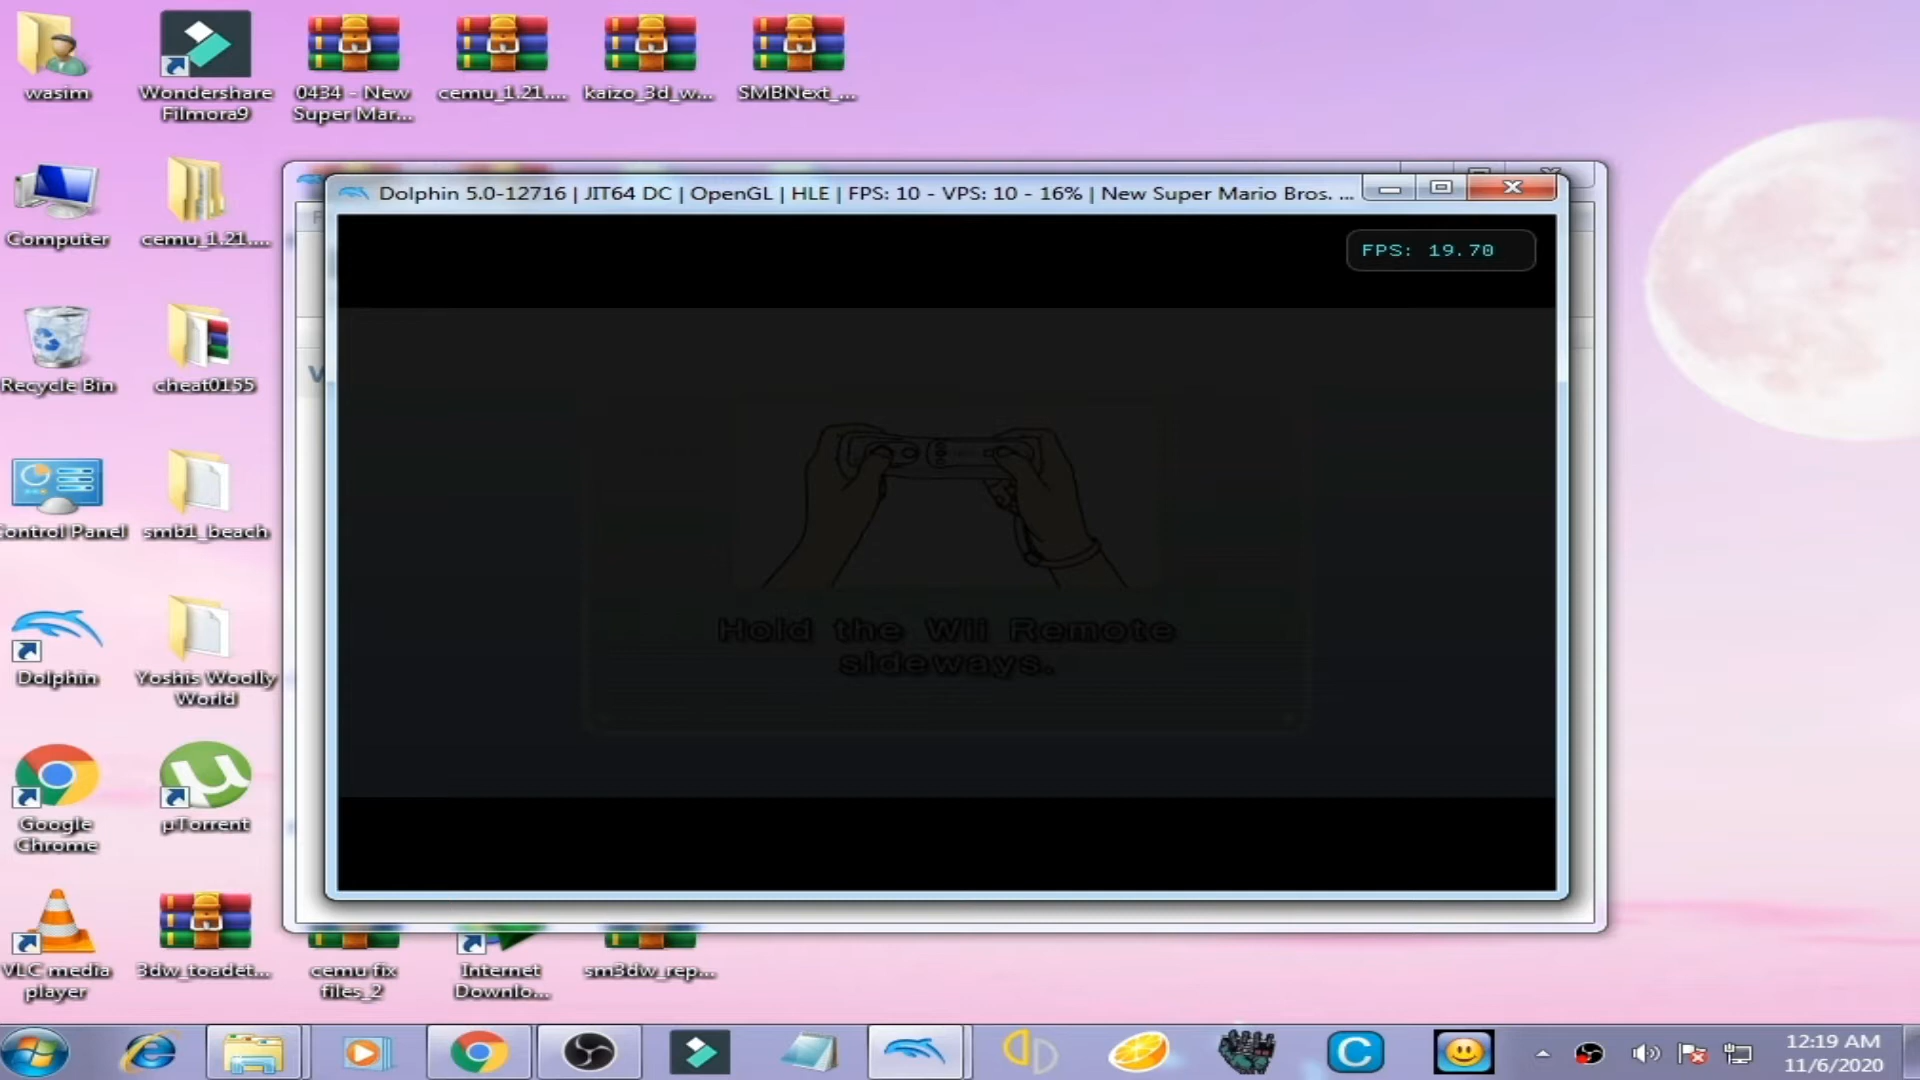 wasim
Wondershare
Filmora9
0434 - New
Super Mar...
cemu_1.21....
kaizo_3d_w...
SMBNext_...
Computer
cemu_1.21....
Dolphin 5.0-12716 | JIT64 DC | OpenGL | HLE | FPS: 10 - VPS: 10 - 16% | New Super Mario Bros. ...
FPS: 19.70
Recycle Bin
cheat0155
Hold the Wii Remote
sideways.
ontrol Panel
smb1_beach
Dolphin
Yoshis Woolly
World
Google
Chrome
µTorrent
VLC media
player
3dw_toadet...
cemu fix
files_2
Internet
Downlo...
sm3dw_rep...
12:19 AM
11/6/2020